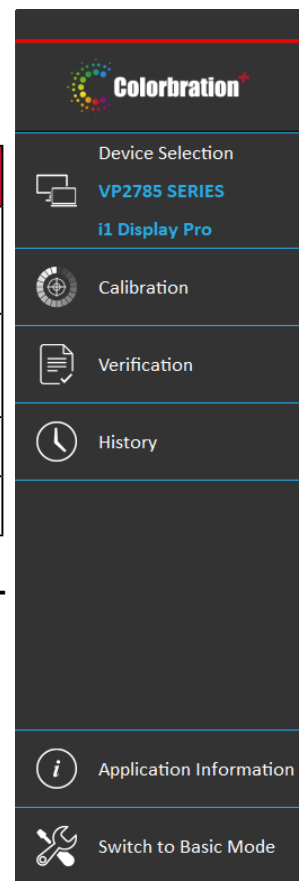 Colorbration+
Device Selection
VP2785 SERIES
i1 Display Pro
Calibration
Verification
History
i
Application Information
Switch to Basic Mode